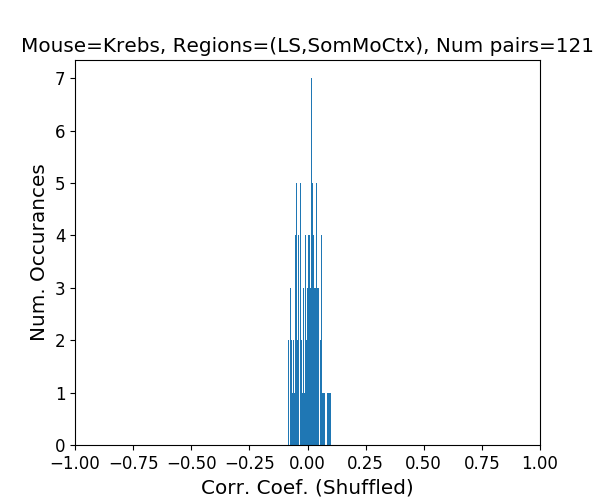 Mouse=Krebs, Regions=(LS,SomMoCtx), Num pairs=121
Num. Occurances
7
6
5
4
3
2
1
0
−1.00 −0.75 −0.50 −0.25 0.00 0.25 0.50 0.75 1.00
Corr. Coef. (Shuffled)